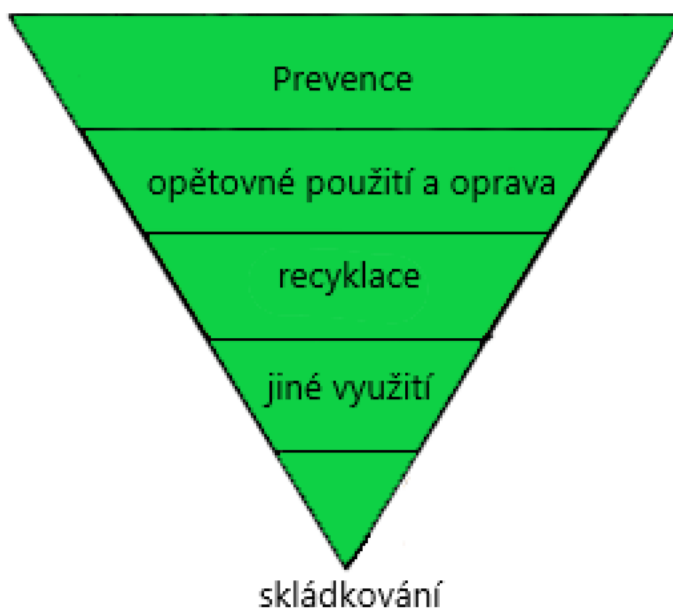 Prevence
opětovné použití a oprava
recyklace
jiné využití
skládkování